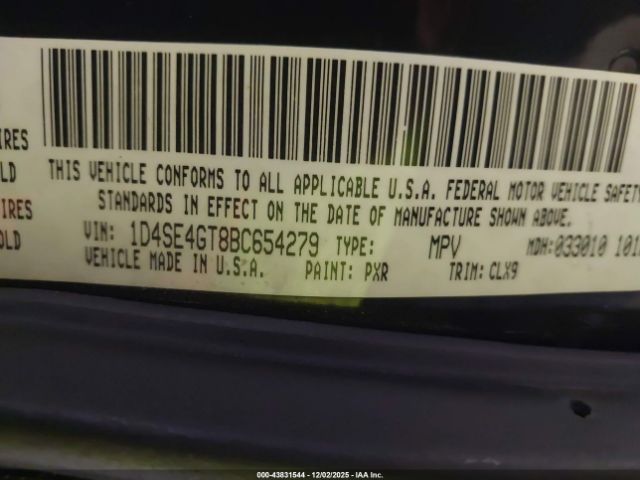 IRES
LD
IRES
OLD
THIS VEHICLE CONFORMS TO ALL APPLICABLE U.S.A. FEDERAL MOTOR VEHICLE SAFETY
STANDARDS IN EFFECT ON THE DATE OF MANUFACTURE SHOWN ABOVE.
VIN: 1D4SE4GT8BC654279 TYPE: MPV MDH:033010 101
VEHICLE MADE IN U.S.A. PAINT: PXR TRIM: CLX9
000-43831544 | 12/02/2025 - IAA Inc.